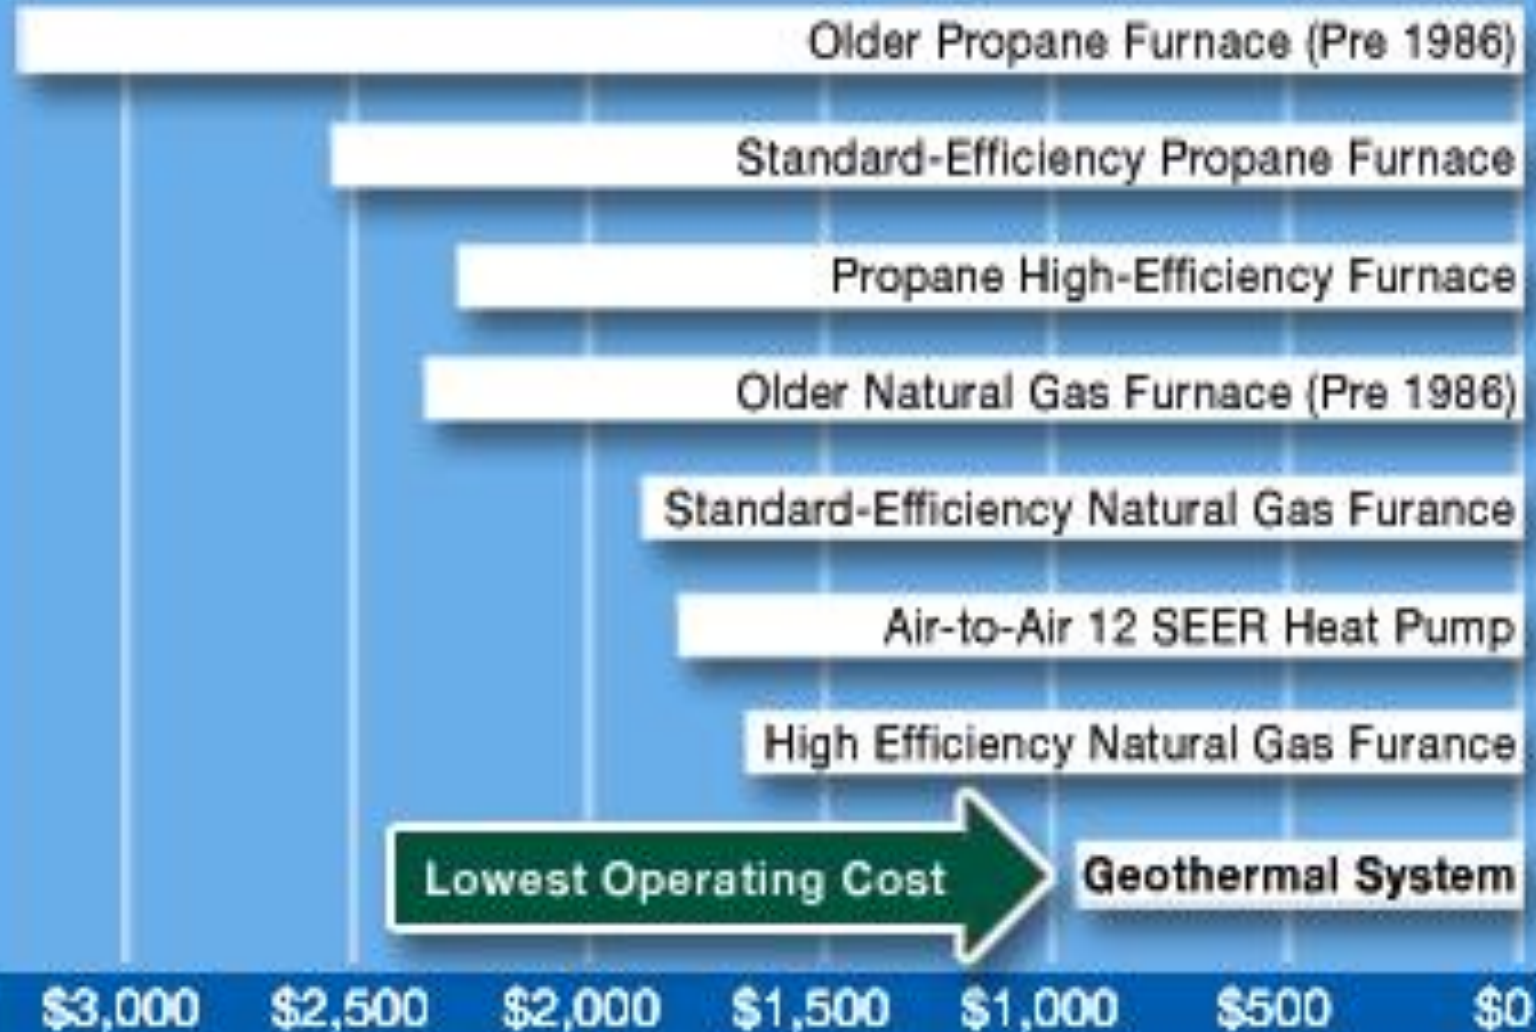 Older Propane Furnace (Pre 1986)
Standard-Efficiency Propane Furnace
Propane High-Efficiency Furnace
Older Natural Gas Furnace (Pre 1986)
Standard-Efficiency Natural Gas Furance
Air-to-Air 12 SEER Heat Pump
High Efficiency Natural Gas Furance
Lowest Operating Cost Geothermal System
$3,000 $2,500 $2,000 $1,500 $1,000 $500 $0